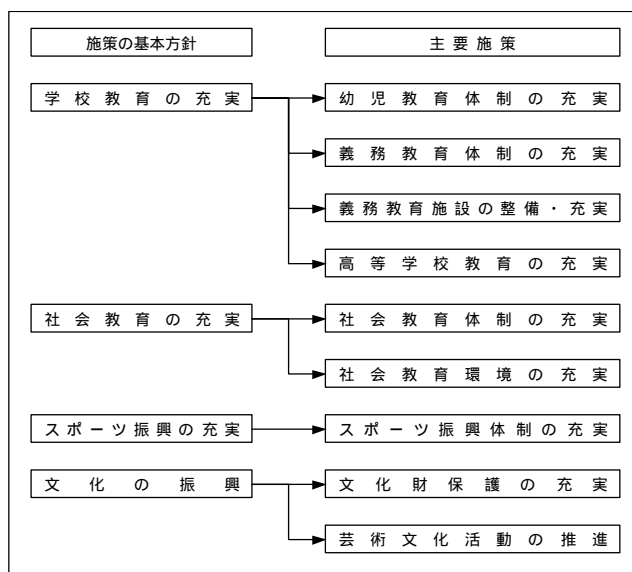 施策の基本方針 主要施策
学校教育の充実 幼児教育体制の充実
義務教育体制の充実
義務教育施設の整備・充実
高等学校教育の充実
社会教育の充実 社会教育体制の充実
社会教育環境の充実
スポーツ振興の充実 スポーツ振興体制の充実
文化の振興 文化財保護の充実
芸術文化活動の推進